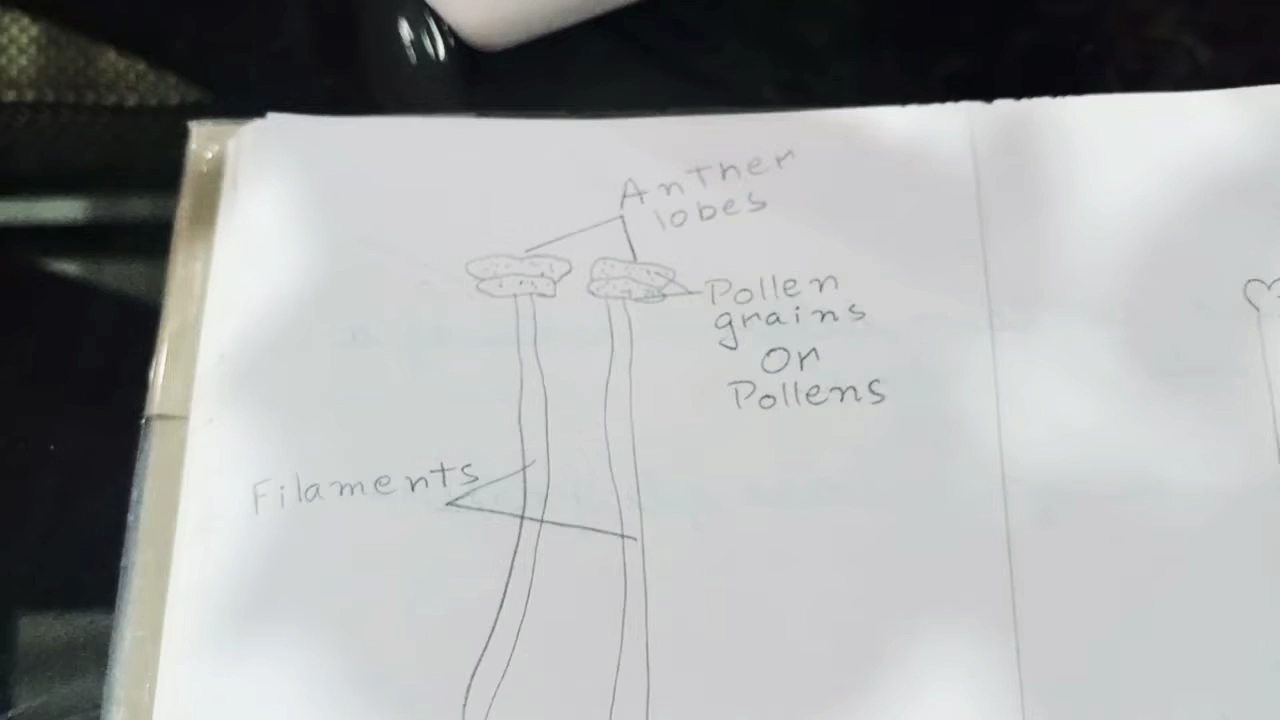 Anther
lobes
Pollen
grains
or
Pollens
Filaments